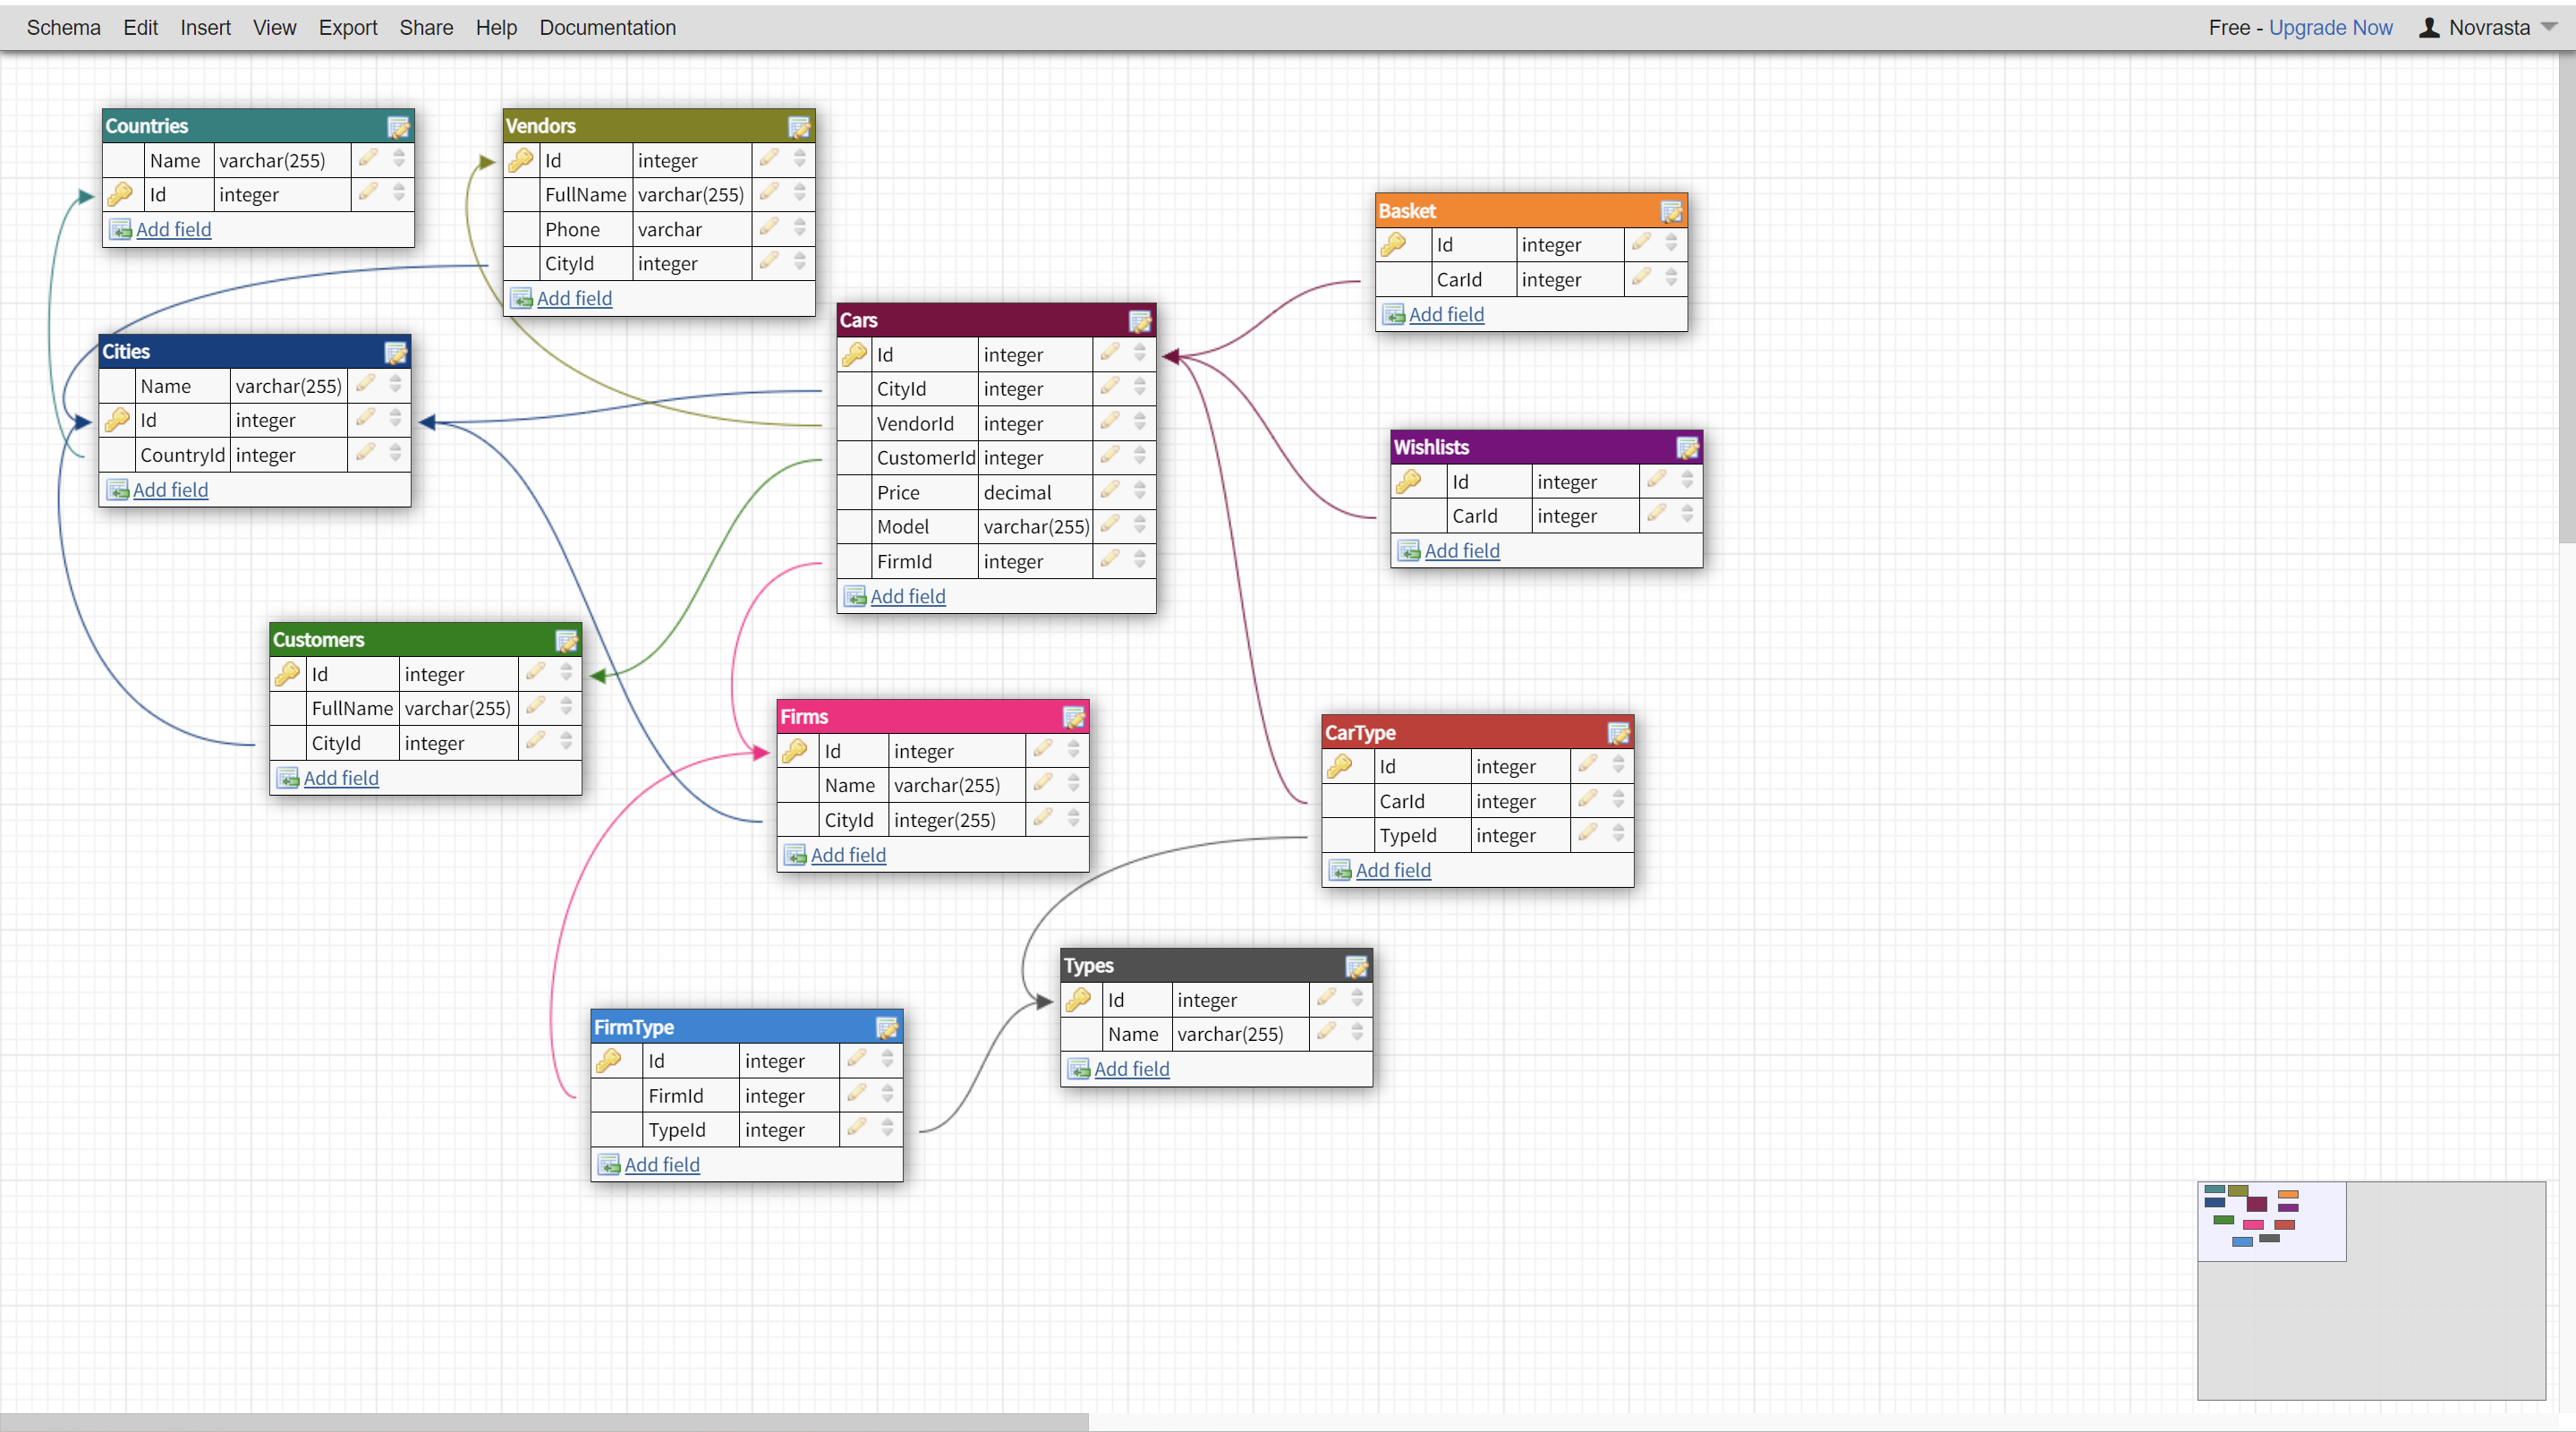 Schema Edit Insert View Export Share Help Documentation Free - Upgrade Now Novrasta
Countries
Name varchar(255)
Id integer
Add field
Vendors
Id integer
FullName varchar(255)
Phone varchar
CityId integer
Add field
Basket
Id integer
CarId integer
Add field
Cities
Name varchar(255)
Id integer
CountryId integer
Add field
Cars
Id integer
CityId integer
VendorId integer
CustomerId integer
Price decimal
Model varchar(255)
FirmId integer
Add field
Wishlists
Id integer
CarId integer
Add field
Customers
Id integer
FullName varchar(255)
CityId integer
Add field
Firms
Id integer
Name varchar(255)
CityId integer(255)
Add field
CarType
Id integer
CarId integer
TypeId integer
Add field
Types
Id integer
Name varchar(255)
Add field
FirmType
Id integer
FirmId integer
TypeId integer
Add field